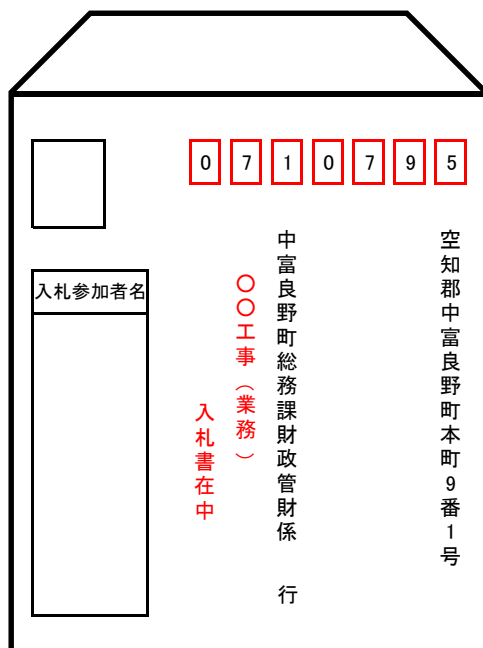 0710795
空知郡中富良野町本町9番1号
中富良野町総務課財政管財係　行
〇〇工事（業務）
入札書在中
入札参加者名